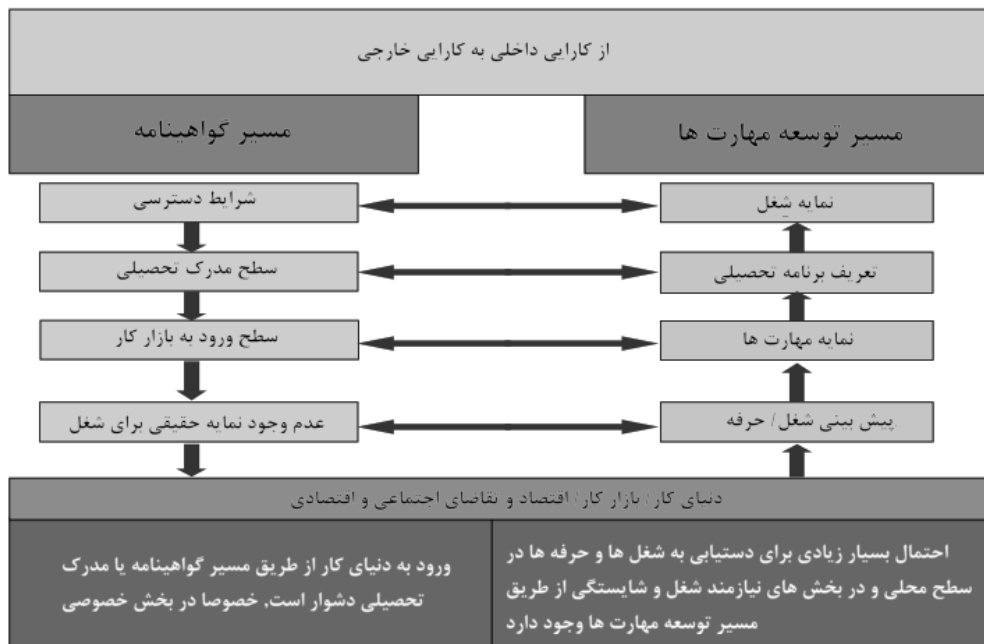 از کارایی داخلی به کارایی خارجی
مسیر توسعه مهارت ها
مسیر گواهینامه
نمایه شغل
شرایط دسترسی
تعریف برنامه تحصیلی
سطح مدرک تحصیلی
نمایه مهارت ها
سطح ورود به بازار کار
پیش بینی شغل/ حرفه
عدم وجود نمایه حقیقی برای شغل
دنیای کار/ بازار کار/ اقتصاد و تقاضای اجتماعی و اقتصادی
احتمال بسیار زیادی برای دستیابی به شغل ها و حرفه ها در
سطح محلی و در بخش های نیازمند شغل و شایستگی از طریق
مسیر توسعه مهارت ها وجود دارد
ورود به دنیای کار از طریق مسیر گواهینامه یا مدرک
تحصیلی دشوار است. خصوصا در بخش خصوصی